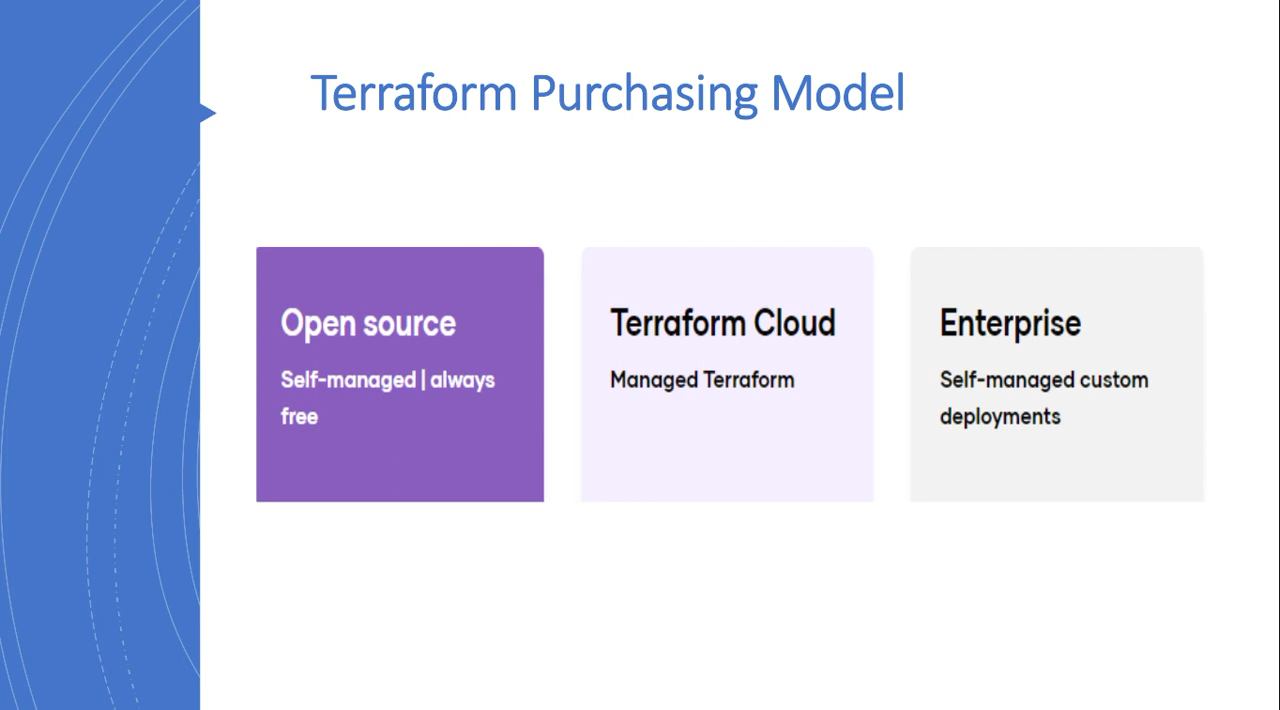 Terraform Purchasing Model
Open source
Self-managed | always
free
Terraform Cloud
Managed Terraform
Enterprise
Self-managed custom
deployments